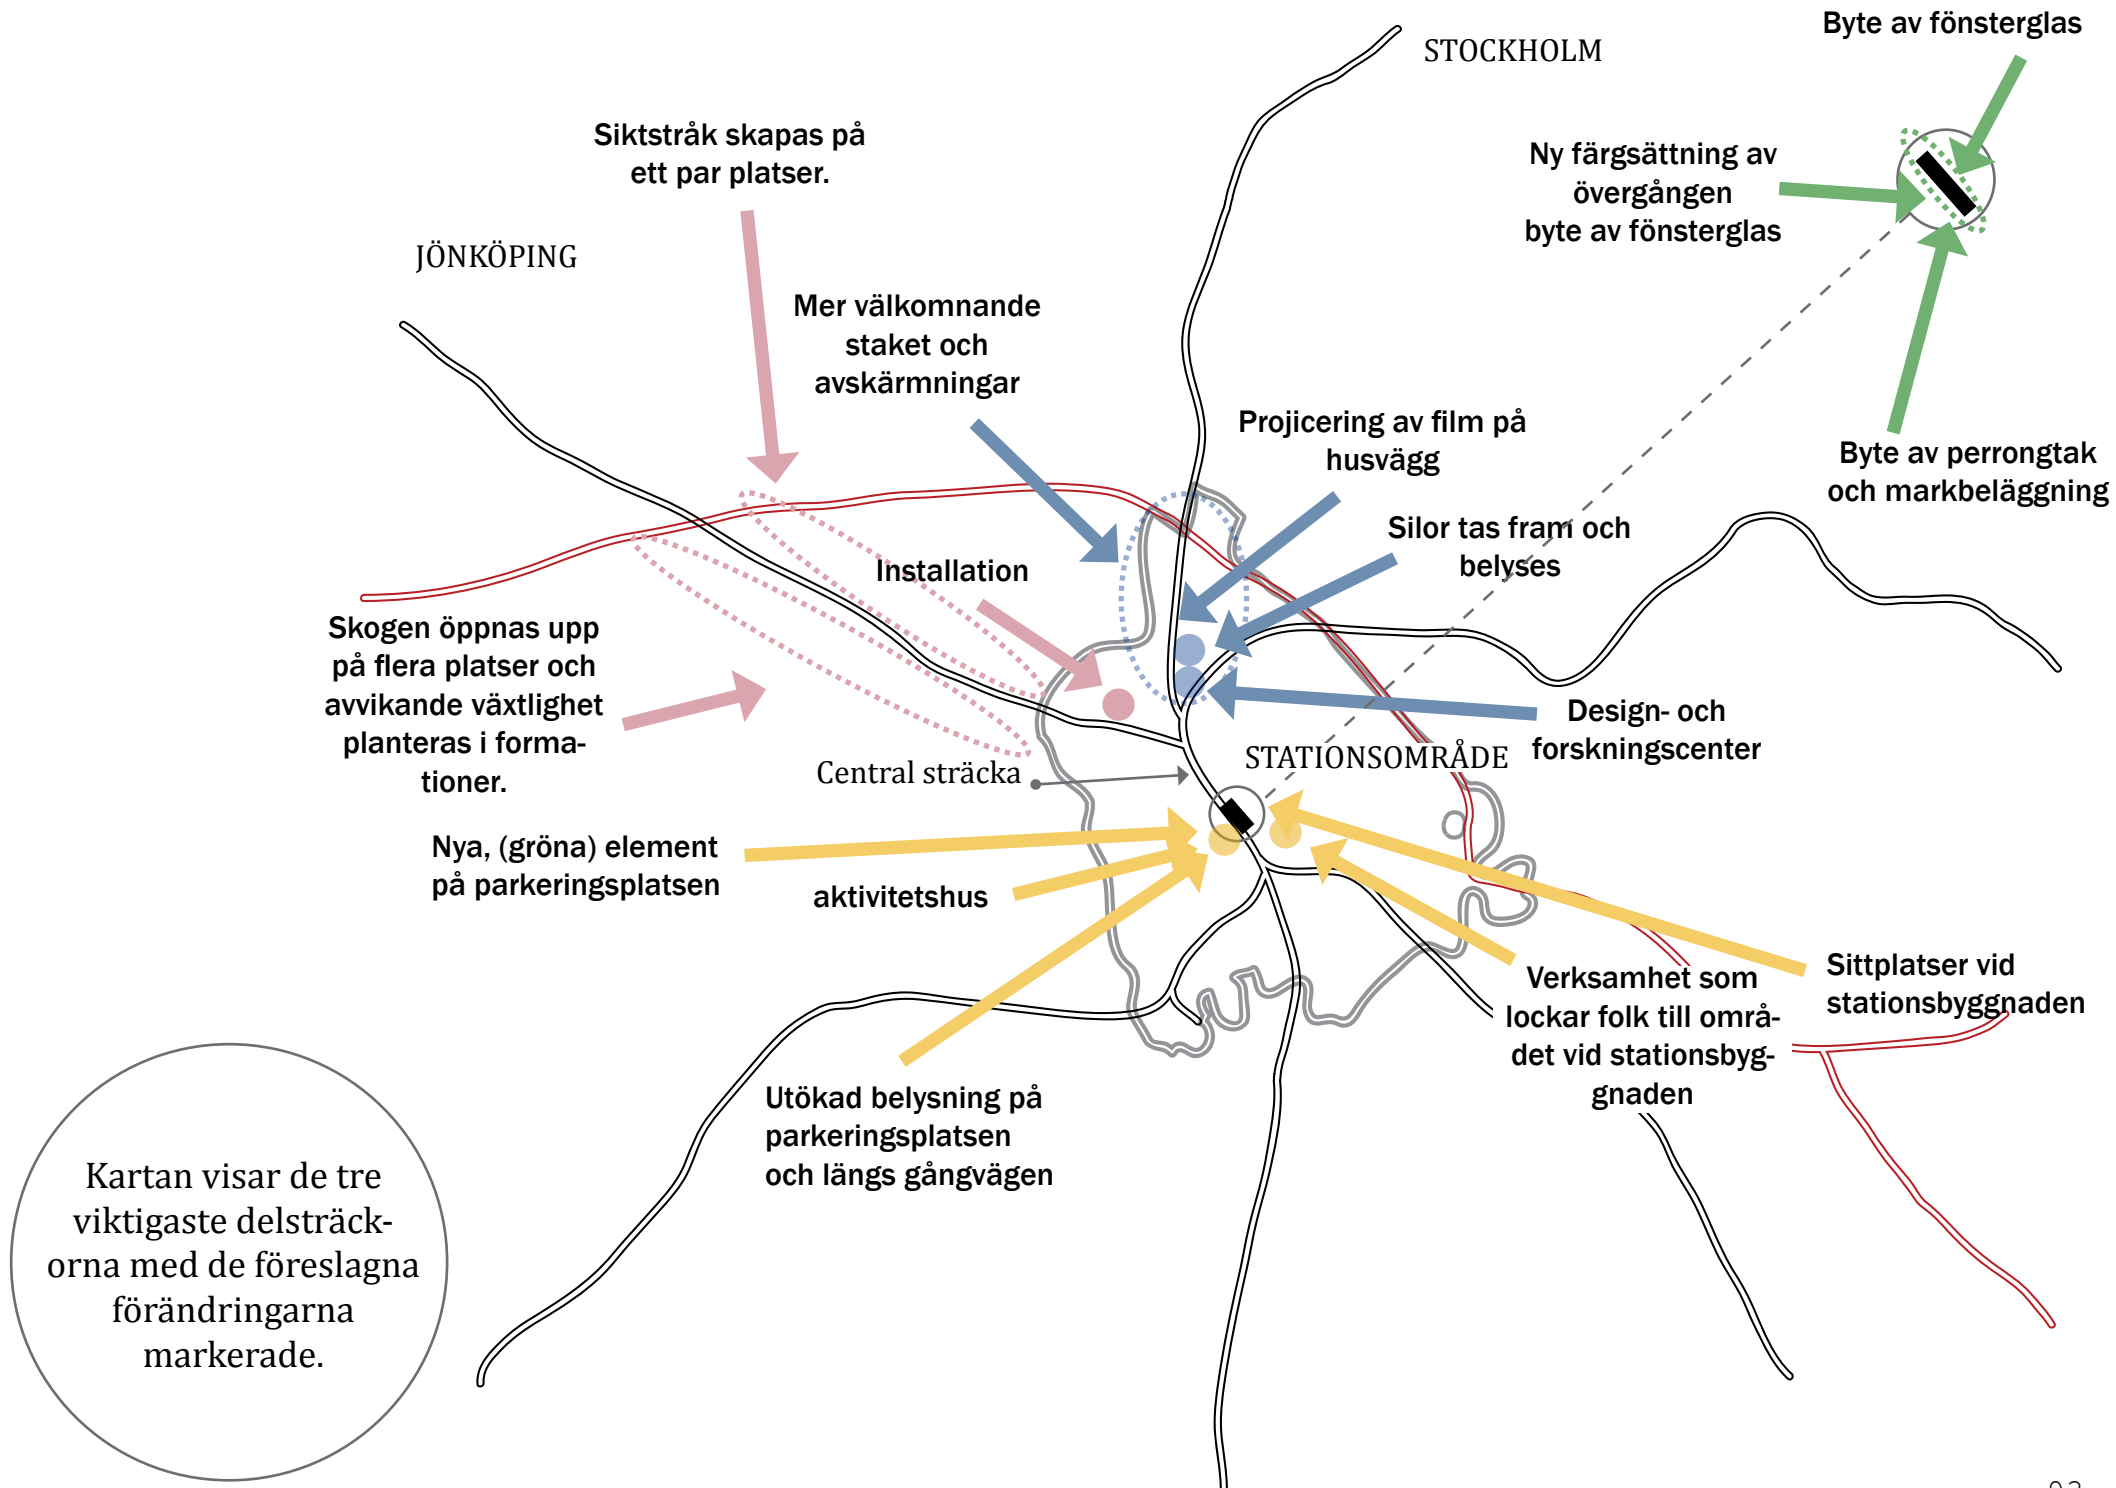 Byte av fönsterglas
STOCKHOLM
Siktstråk skapas på
ett par platser.
Ny färgsättning av
övergången
byte av fönsterglas
JÖNKÖPING
Mer välkomnande
staket och
avskärmningar
Projicering av film på
husvägg
Byte av perrongtak
och markbeläggning
Silor tas fram och
belyses
Installation
Skogen öppnas upp
på flera platser och
avvikande växtlighet
planteras i forma-
tioner.
Design- och
forskningscenter
STATIONSOMRÅDE
Central sträcka
Nya, (gröna) element
på parkeringsplatsen
aktivitetshus
Verksamhet som
lockar folk till områ-
det vid stationsbyg-
gnaden
Sittplatser vid
stationsbyggnaden
Utökad belysning på
parkeringsplatsen
och längs gångvägen
Kartan visar de tre
viktigaste delsträck-
orna med de föreslagna
förändringarna
markerade.